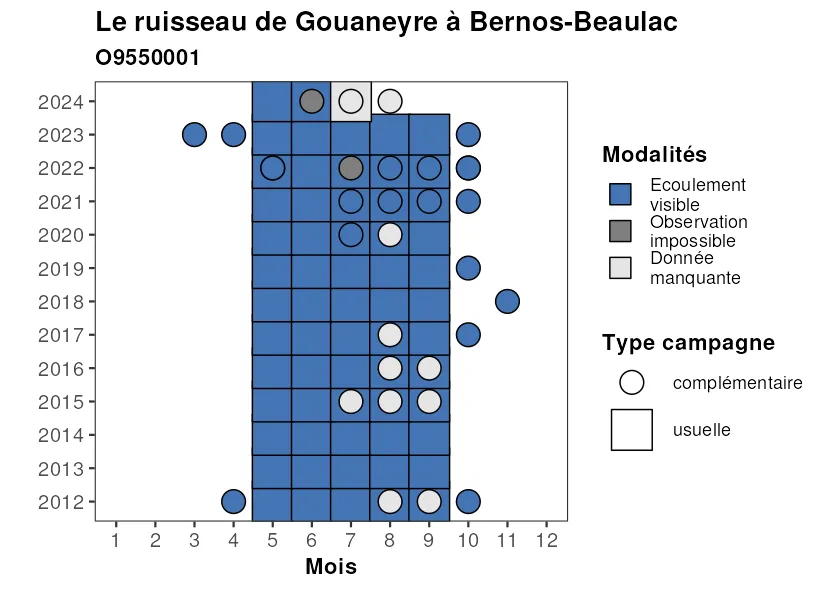 Le ruisseau de Gouaneyre à Bernos-Beaulac
O9550001
2024
2023
2022
2021
2020
2019
2018
2017
2016
2015
2014
2013
2012
1 2 3 4 5 6 7 8 9 10 11 12
Mois
Modalités
Ecoulement
visible
Observation
impossible
Donnée
manquante
Type campagne
complémentaire
usuelle